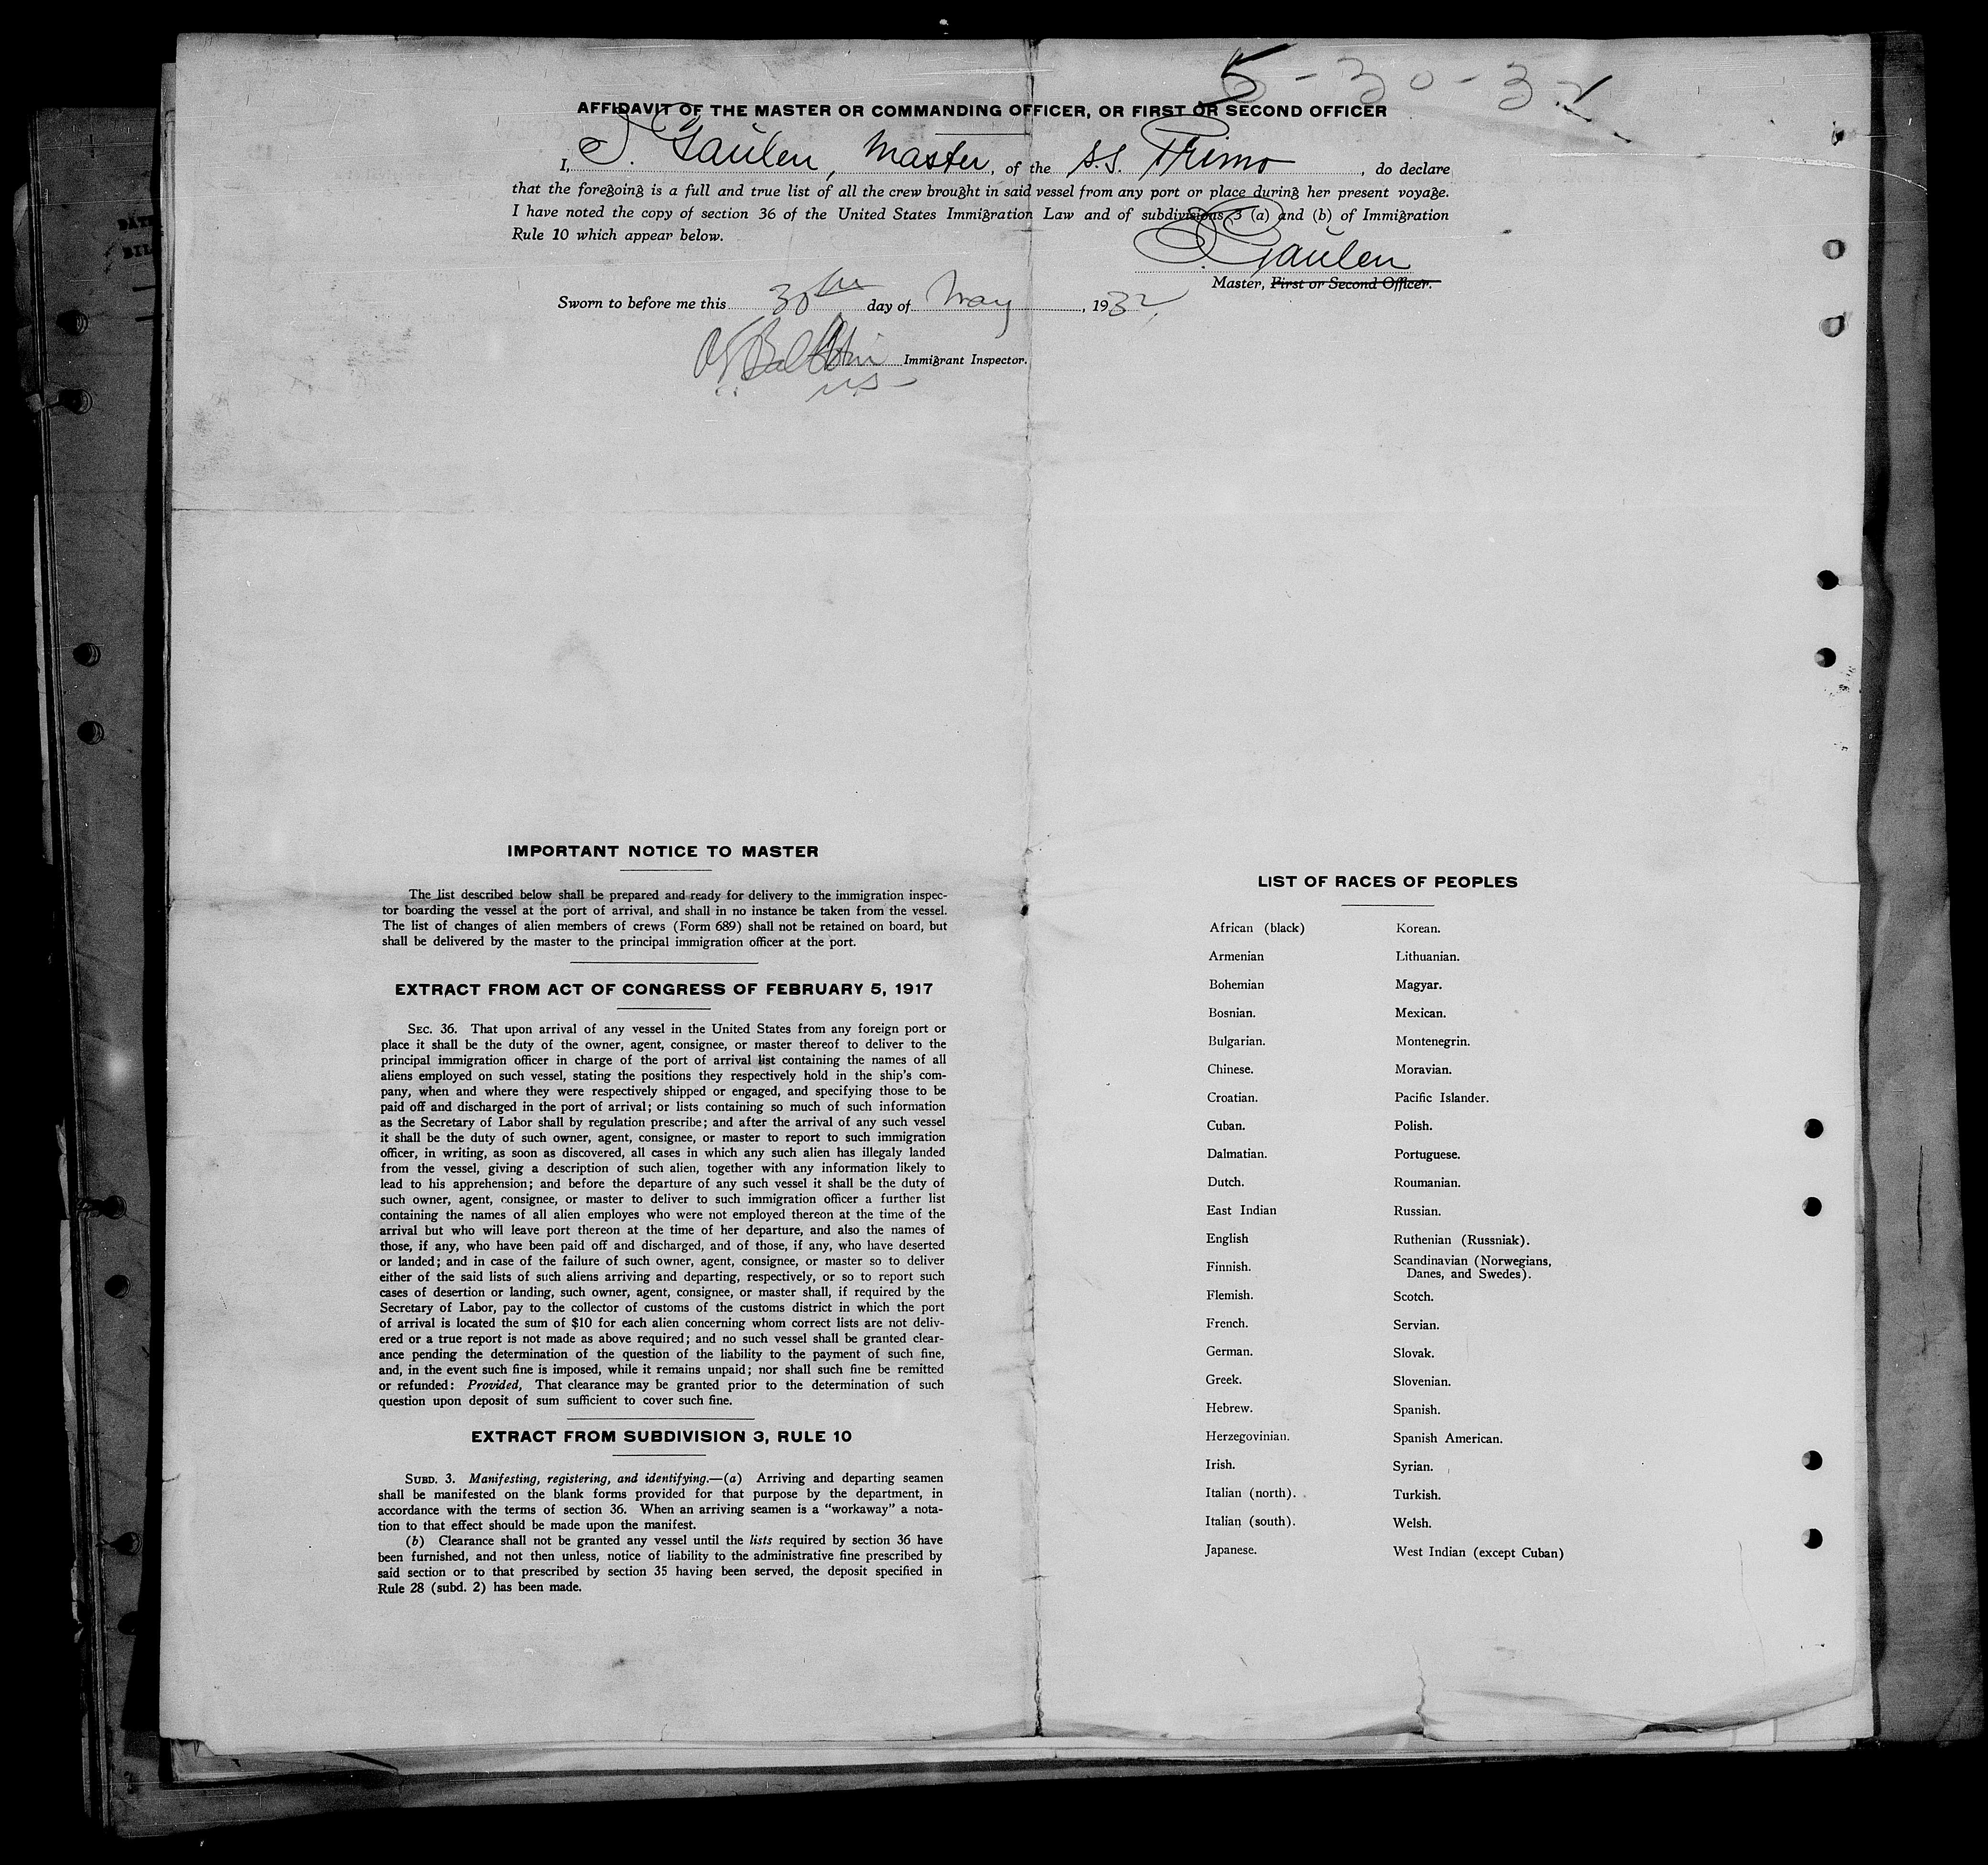 5-30-32
AFFIDAVIT OF THE MASTER OR COMMANDING OFFICER, OR FIRST OR SECOND OFFICER
I, Master, of the S.S. Primo, do declare
that the foregoing is a full and true list of all the crew brought in said vessel from any port or place during her present voyage.
I have noted the copy of section 36 of the United States Immigration Law and of subdivisions 3 (a) and (b) of Immigration
Rule 10 which appear below.
Master, First or Second Officer.
Sworn to before me this 30th day of May, 1932
Immigrant Inspector.
IMPORTANT NOTICE TO MASTER
The list described below shall be prepared and ready for delivery to the immigration inspec-
tor boarding the vessel at the port of arrival, and shall in no instance be taken from the vessel.
The list of changes of alien members of crews (Form 689) shall not be retained on board, but
shall be delivered by the master to the principal immigration officer at the port.
EXTRACT FROM ACT OF CONGRESS OF FEBRUARY 5, 1917
SEC. 36. That upon arrival of any vessel in the United States from any foreign port or
place it shall be the duty of the owner, agent, consignee, or master thereof to deliver to the
principal immigration officer in charge of the port of arrival list containing the names of all
aliens employed on such vessel, stating the positions they respectively hold in the ship's com-
pany, when and where they were respectively shipped or engaged, and specifying those to be
paid off and discharged in the port of arrival; or lists containing so much of such information
as the Secretary of Labor shall by regulation prescribe; and after the arrival of any such vessel
it shall be the duty of such owner, agent, consignee, or master to report to such immigration
officer, in writing, as soon as discovered, all cases in which any such alien has illegaly landed
from the vessel, giving a description of such alien, together with any information likely to
lead to his apprehension; and before the departure of any such vessel it shall be the duty of
such owner, agent, consignee, or master to deliver to such immigration officer a further list
containing the names of all alien employes who were not employed thereon at the time of the
arrival but who will leave port thereon at the time of her departure, and also the names of
those, if any, who have been paid off and discharged, and of those, if any, who have deserted
or landed; and in case of the failure of such owner, agent, consignee, or master so to deliver
either of the said lists of such aliens arriving and departing, respectively, or so to report such
cases of desertion or landing, such owner, agent, consignee, or master shall, if required by the
Secretary of Labor, pay to the collector of customs of the customs district in which the port
of arrival is located the sum of $10 for each alien concerning whom correct lists are not deliv-
ered or a true report is not made as above required; and no such vessel shall be granted clear-
ance pending the determination of the question of the liability to the payment of such fine,
and, in the event such fine is imposed, while it remains unpaid; nor shall such fine be remitted
or refunded: Provided, That clearance may be granted prior to the determination of such
question upon deposit of sum sufficient to cover such fine.
EXTRACT FROM SUBDIVISION 3, RULE 10
SUBD. 3. Manifesting, registering, and identifying.—(a) Arriving and departing seamen
shall be manifested on the blank forms provided for that purpose by the department, in
accordance with the terms of section 36. When an arriving seamen is a "workaway" a nota-
tion to that effect should be made upon the manifest.
(b) Clearance shall not be granted any vessel until the lists required by section 36 have
been furnished, and not then unless, notice of liability to the administrative fine prescribed by
said section or to that prescribed by section 35 having been served, the deposit specified in
Rule 28 (subd. 2) has been made.
LIST OF RACES OF PEOPLES
African (black)
Armenian
Bohemian
Bosnian.
Bulgarian.
Chinese.
Croatian.
Cuban.
Dalmatian.
Dutch.
East Indian
English
Finnish.
Flemish.
French.
German.
Greek.
Hebrew.
Herzegovinian.
Irish.
Italian (north).
Italian (south).
Japanese.
Korean.
Lithuanian.
Magyar.
Mexican.
Montenegrin.
Moravian.
Pacific Islander.
Polish.
Portuguese.
Roumanian.
Russian.
Ruthenian (Russniak).
Scandinavian (Norwegians,
Danes, and Swedes).
Scotch.
Servian.
Slovak.
Slovenian.
Spanish.
Spanish American.
Syrian.
Turkish.
Welsh.
West Indian (except Cuban)